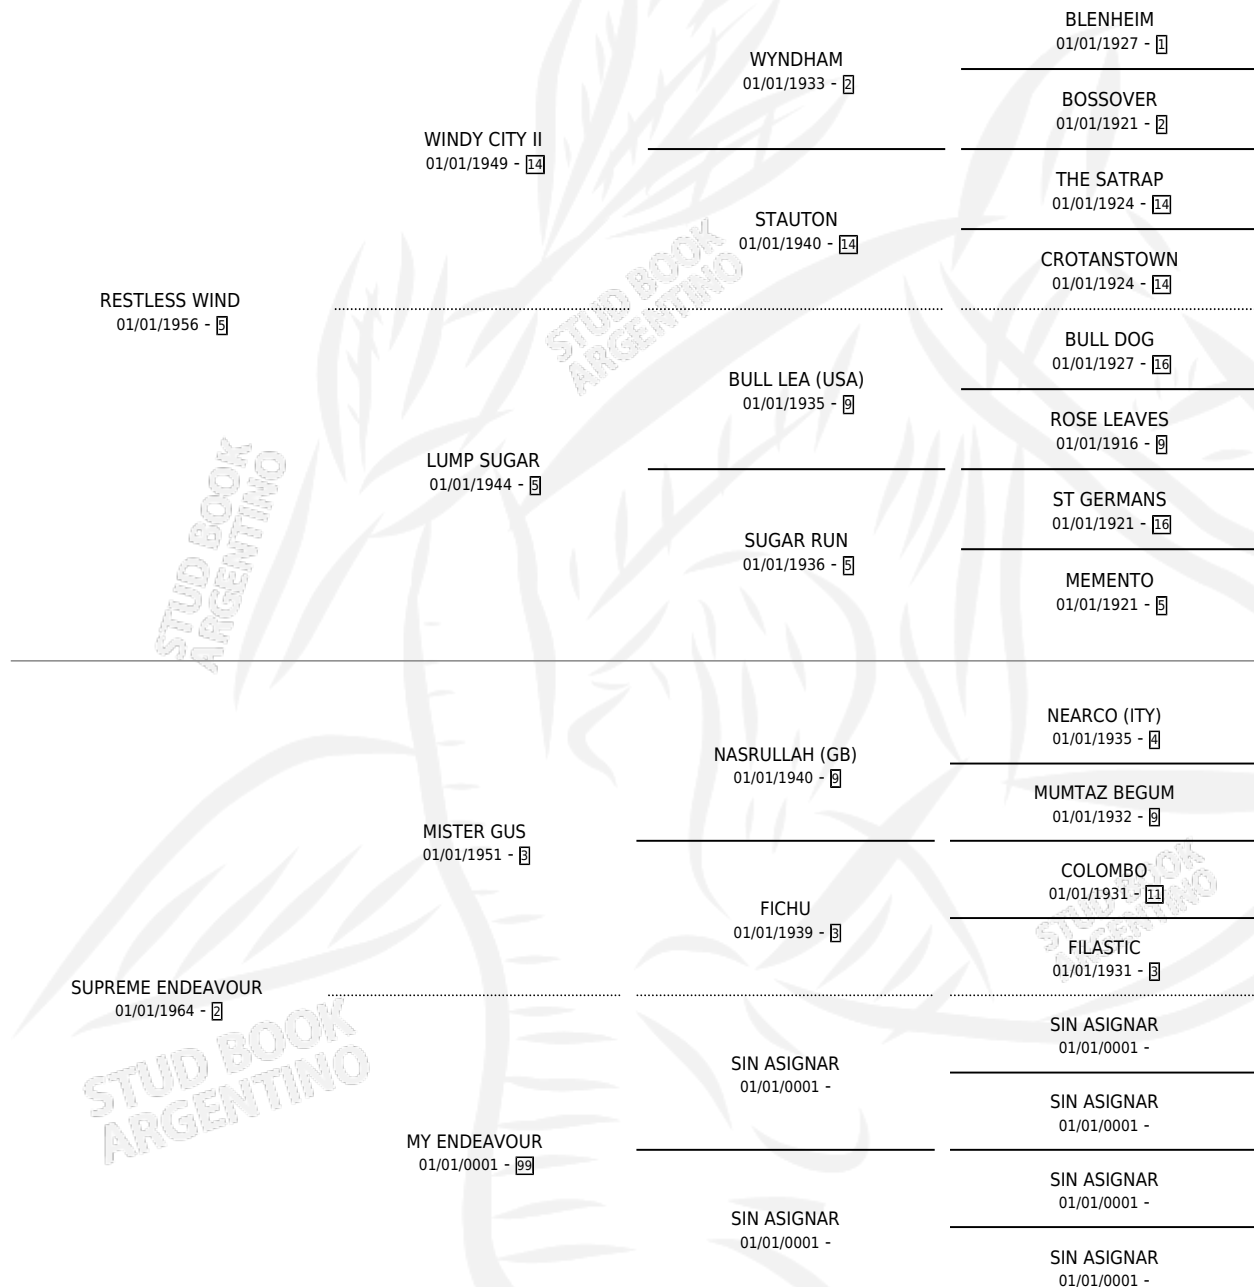 BLENHEIM
01/01/1927 - 1
WYNDHAM
01/01/1933 - 2
BOSSOVER
01/01/1921 - 2
WINDY CITY II
01/01/1949 - 14
THE SATRAP
01/01/1924 - 14
STAUTON
01/01/1940 - 14
CROTANSTOWN
01/01/1924 - 14
RESTLESS WIND
01/01/1956 - 5
BULL DOG
01/01/1927 - 16
BULL LEA (USA)
01/01/1935 - 9
ROSE LEAVES
01/01/1916 - 9
LUMP SUGAR
01/01/1944 - 5
ST GERMANS
01/01/1921 - 16
SUGAR RUN
01/01/1936 - 5
MEMENTO
01/01/1921 - 5
NEARCO (ITY)
01/01/1935 - 4
NASRULLAH (GB)
01/01/1940 - 9
MUMTAZ BEGUM
01/01/1932 - 9
MISTER GUS
01/01/1951 - 3
COLOMBO
01/01/1931 - 11
FICHU
01/01/1939 - 3
FILASTIC
01/01/1931 - 3
SUPREME ENDEAVOUR
01/01/1964 - 2
SIN ASIGNAR
01/01/0001 -
SIN ASIGNAR
01/01/0001 -
SIN ASIGNAR
01/01/0001 -
MY ENDEAVOUR
01/01/0001 - 99
SIN ASIGNAR
01/01/0001 -
SIN ASIGNAR
01/01/0001 -
SIN ASIGNAR
01/01/0001 -
STUD BOOK
ARGENTINO
STUD BOOK
ARGENTINO
STUD BOOK
ARGENTINO
STUD BOOK
ARGENTINO